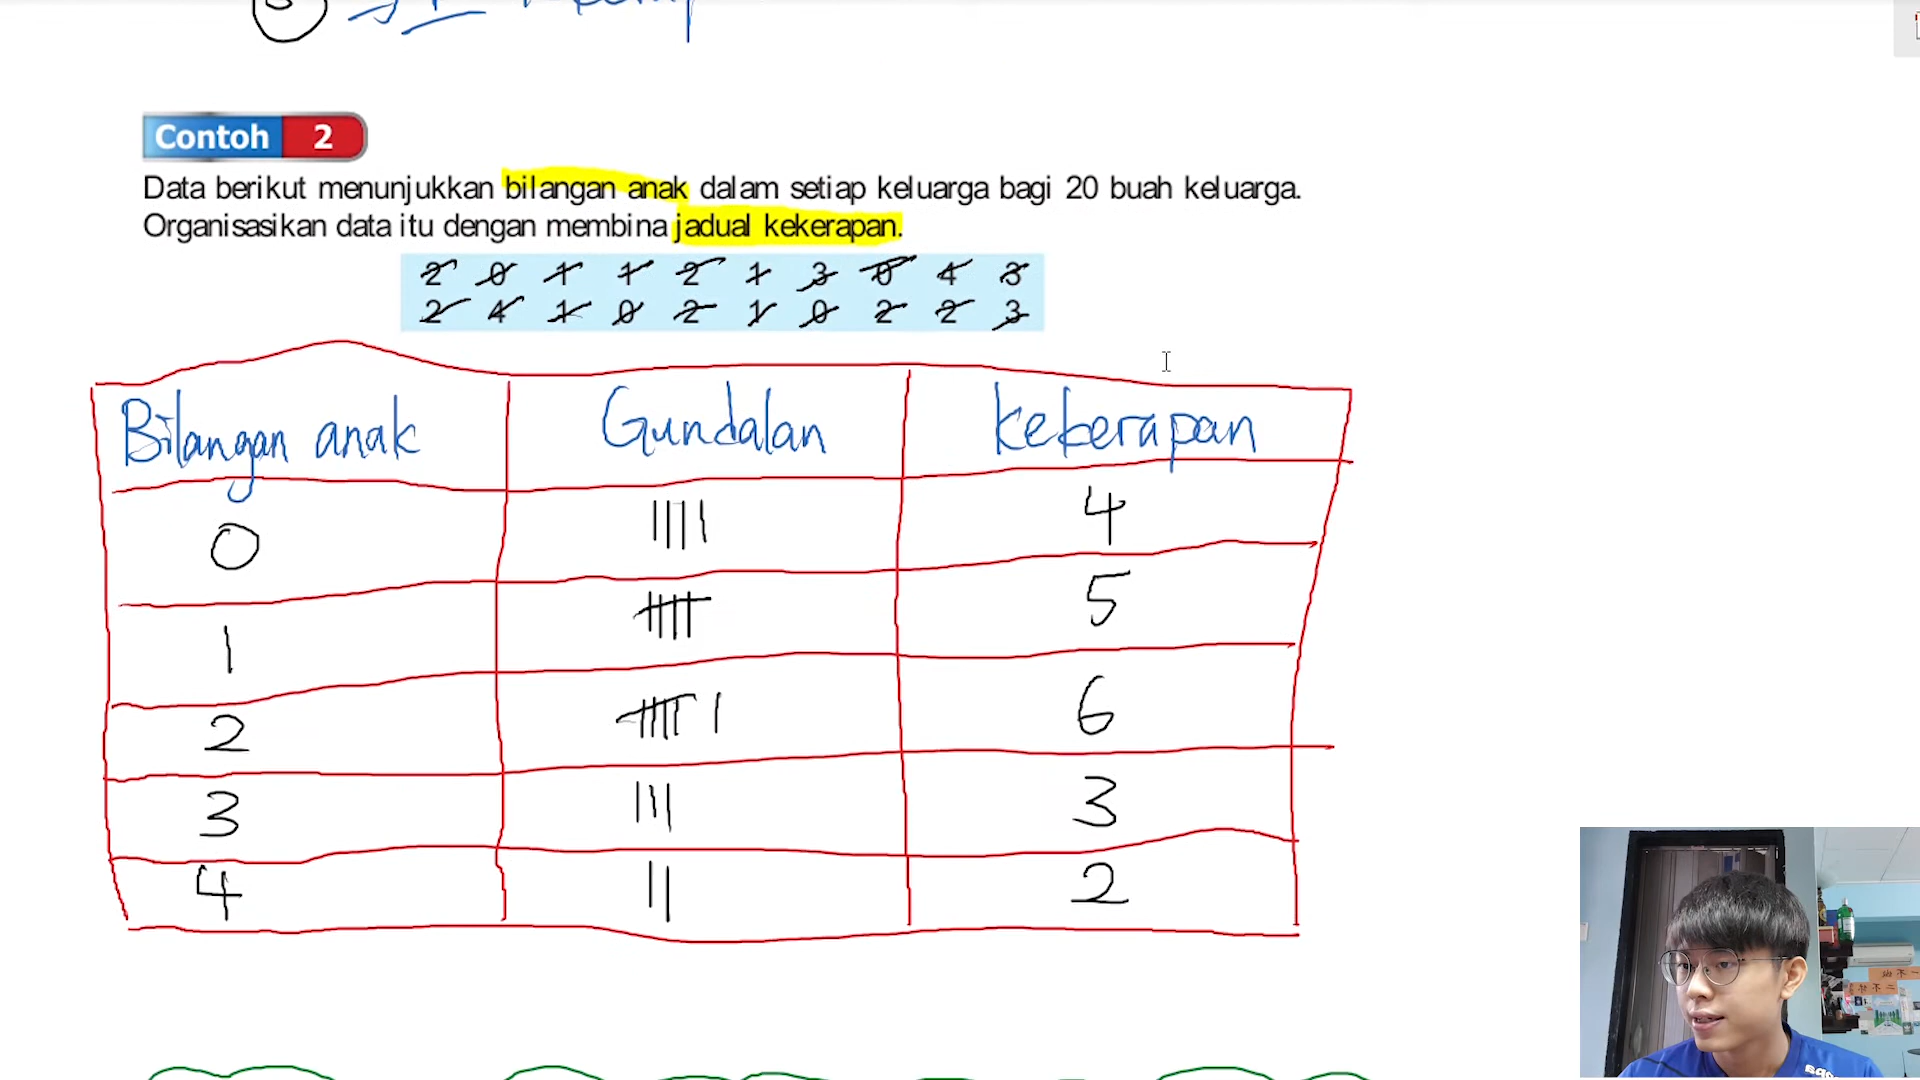 Contoh 2
Data berikut menunjukkan bilangan anak dalam setiap keluarga bagi 20 buah keluarga.
Organisasikan data itu dengan membina jadual kekerapan.
2 0 1 1 2 1 3 0 4 3
2 4 1 0 2 1 0 2 2 3
Bilangan anak Gundalan kekerapan
0 |||| 4
1 5
2 6
3 ||| 3
4 || 2